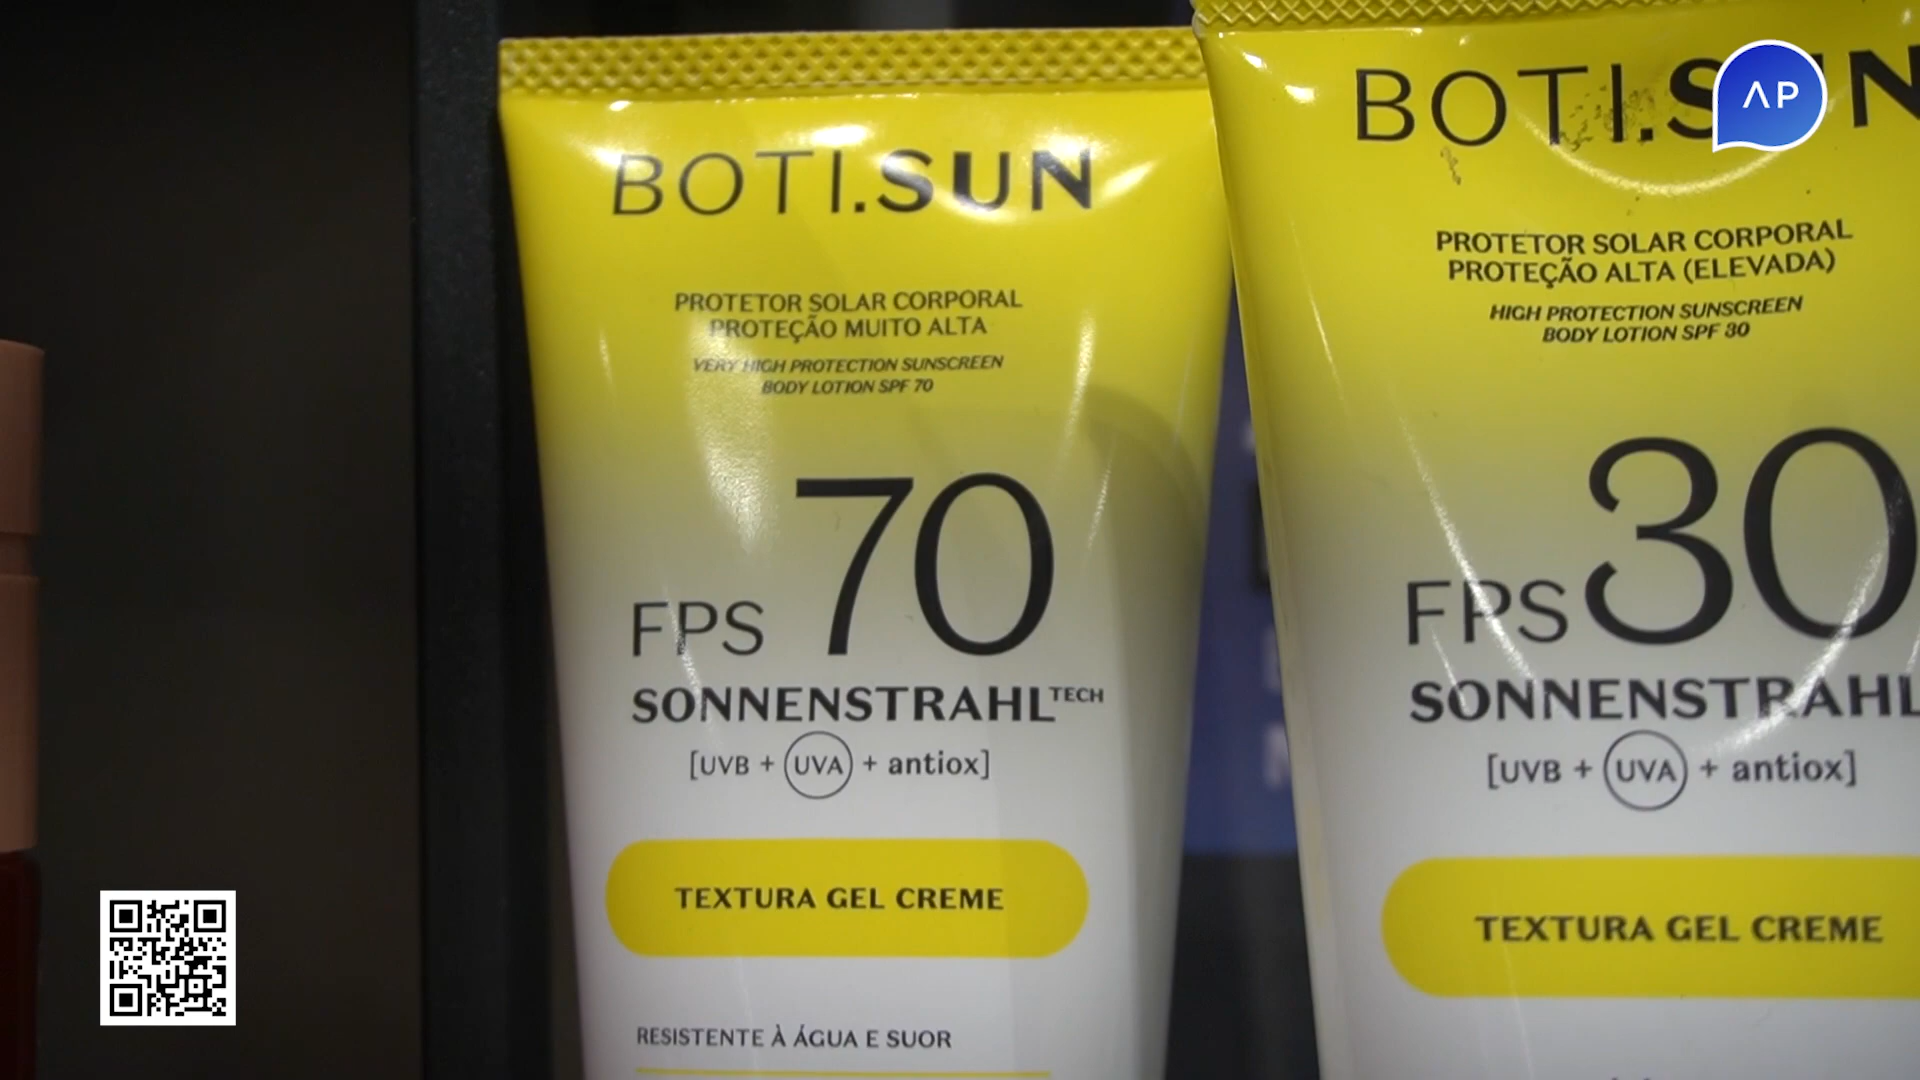 BOTI.SUN
PROTETOR SOLAR CORPORAL
PROTEÇÃO MUITO ALTA
VERY HIGH PROTECTION SUNSCREEN
BODY LOTION SPF 70
FPS 70
SONNENSTRAHL TECH
[UVB + UVA + antiox]
TEXTURA GEL CREME
RESISTENTE À ÁGUA E SUOR
BOTI.SUN
PROTETOR SOLAR CORPORAL
PROTEÇÃO ALTA (ELEVADA)
HIGH PROTECTION SUNSCREEN
BODY LOTION SPF 30
FPS 30
SONNENSTRAHL
[UVB + UVA + antiox]
TEXTURA GEL CREME
AP